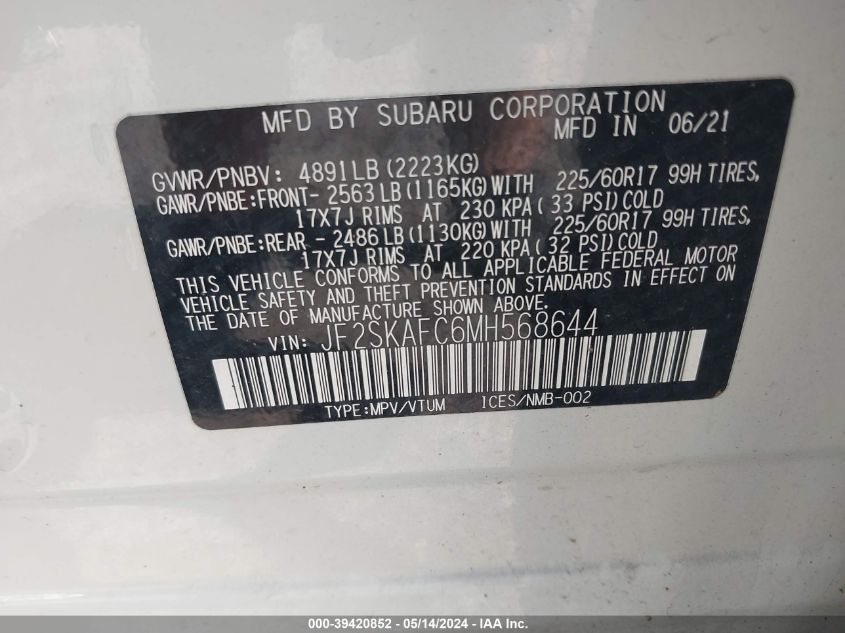 MFD BY SUBARU CORPORATION
MFD IN 06/21
GVWR/PNBV: 4891LB (2223KG)
GAWR/PNBE:FRONT- 2563LB (1165KG) WITH 225/60R17 99H TIRES,
17X7J RIMS AT 230 KPA( 33 PSI)COLD
GAWR/PNBE:REAR - 2486LB (1130KG) WITH 225/60R17 99H TIRES,
17X7J RIMS AT 220 KPA( 32 PSI)COLD
THIS VEHICLE CONFORMS TO ALL APPLICABLE FEDERAL MOTOR
VEHICLE SAFETY AND THEFT PREVENTION STANDARDS IN EFFECT ON
THE DATE OF MANUFACTURE SHOWN ABOVE.
VIN: JF2SKAFC6MH568644
TYPE:MPV/VTUM ICES/NMB-002
000-39420852 - 05/14/2024 - IAA Inc.